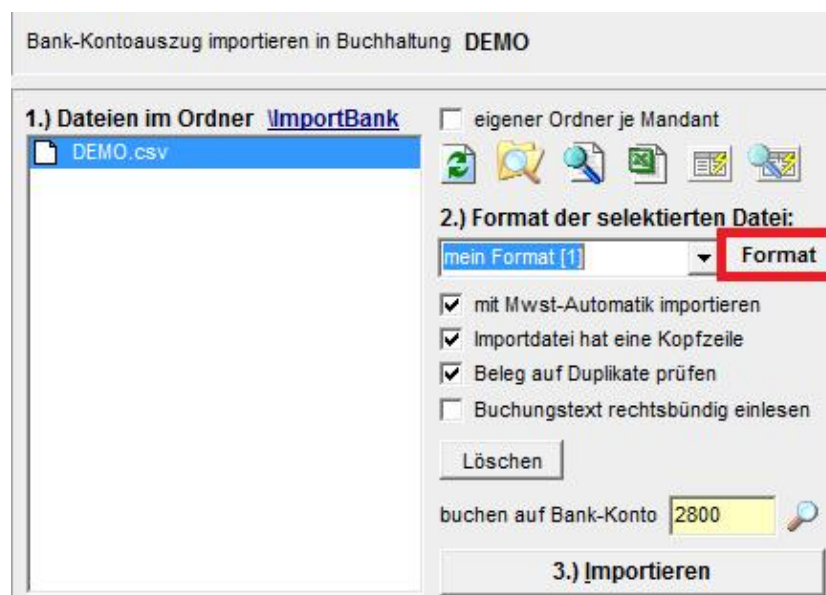 Bank-Kontoauszug importieren in Buchhaltung DEMO
1.) Dateien im Ordner \ImportBank
DEMO.csv
eigener Ordner je Mandant
2.) Format der selektierten Datei:
mein Format [1]
Format
mit Mwst-Automatik importieren
Importdatei hat eine Kopfzeile
Beleg auf Duplikate prüfen
Buchungstext rechtsbündig einlesen
Löschen
buchen auf Bank-Konto 2800
3.) Importieren